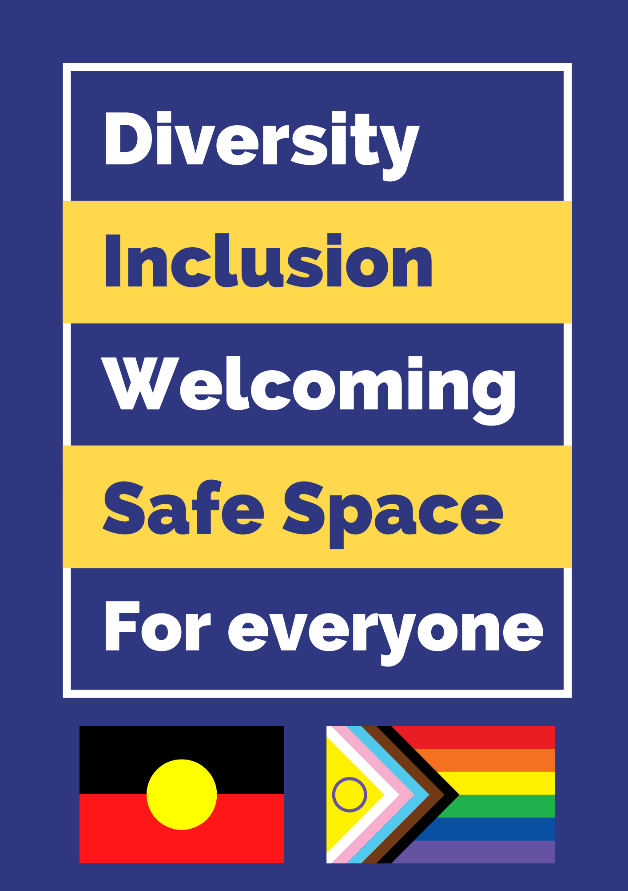 Diversity
Inclusion
Welcoming
Safe Space
For everyone